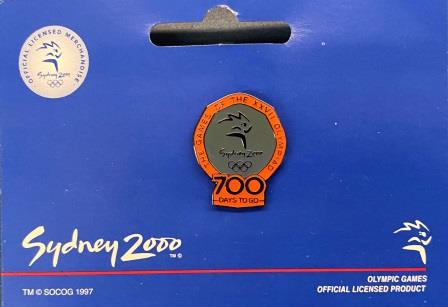 OFFICIAL LICENSED MERCHANDISE
Sydney 2000
THE GAMES OF THE XXVII OLYMPIAD
Sydney 2000
700
DAYS TO GO
Sydney 2000 TM ©
TM © SOCOG 1997
OLYMPIC GAMES
OFFICIAL LICENSED PRODUCT